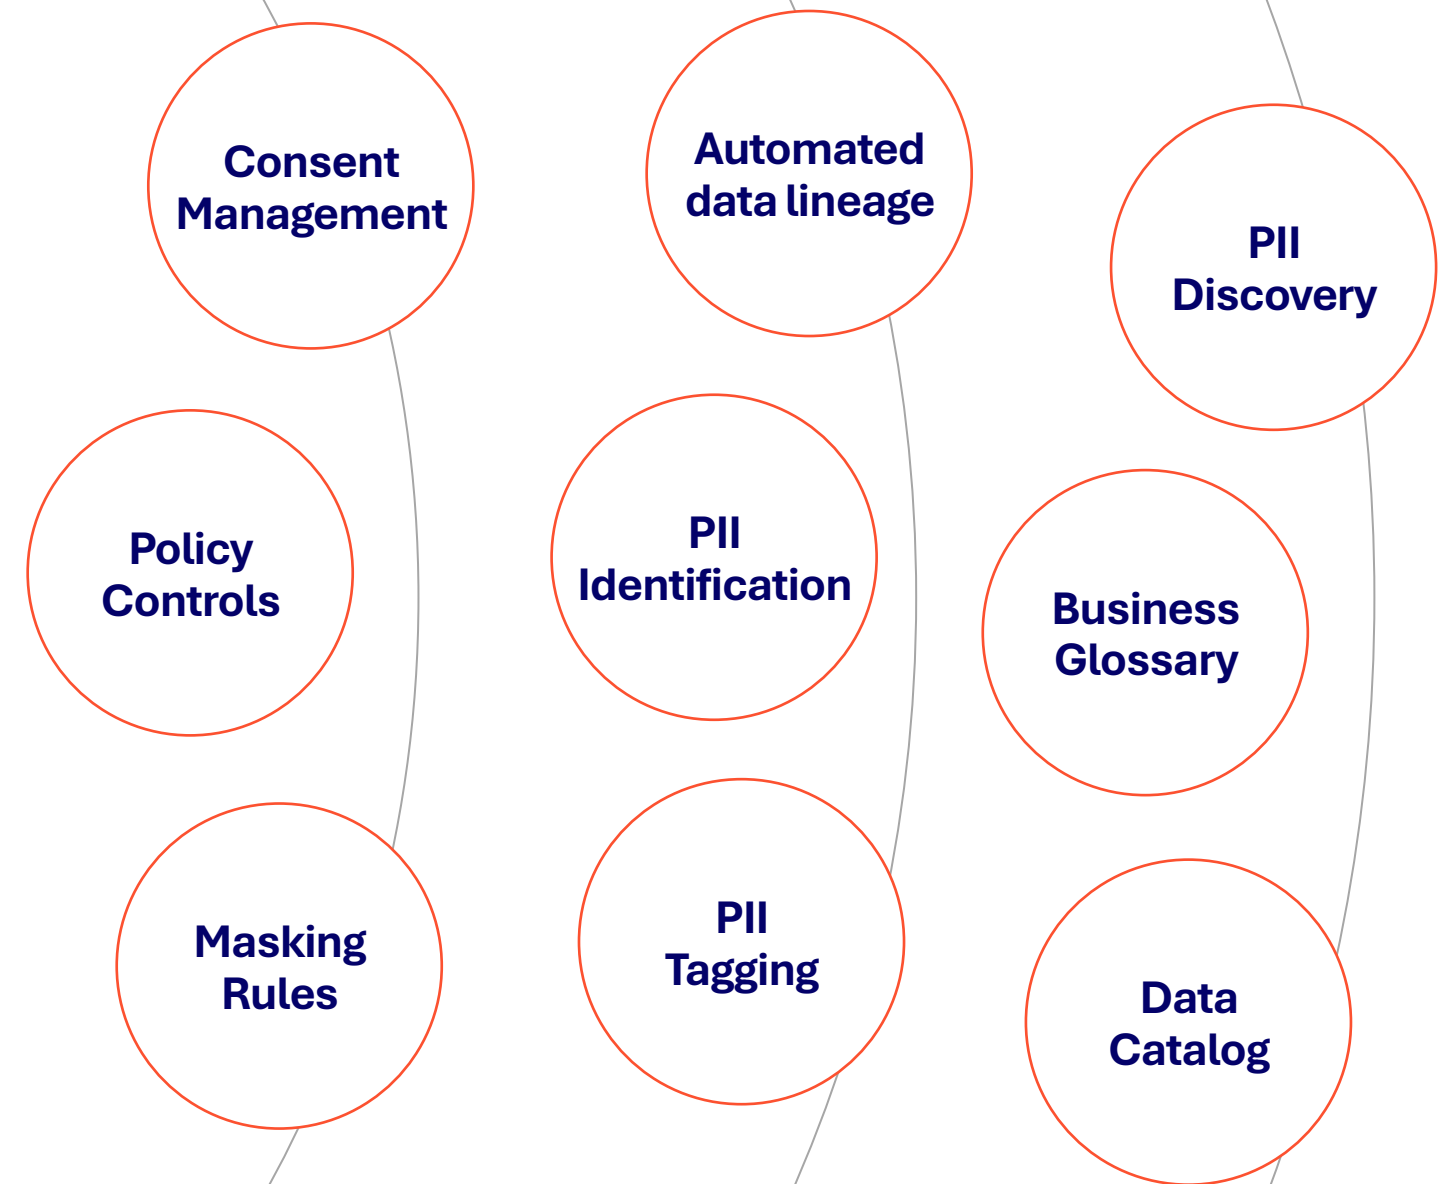 Consent
Management
Automated
data lineage
PII
Discovery
Policy
Controls
PII
Identification
Business
Glossary
Masking
Rules
PII
Tagging
Data
Catalog